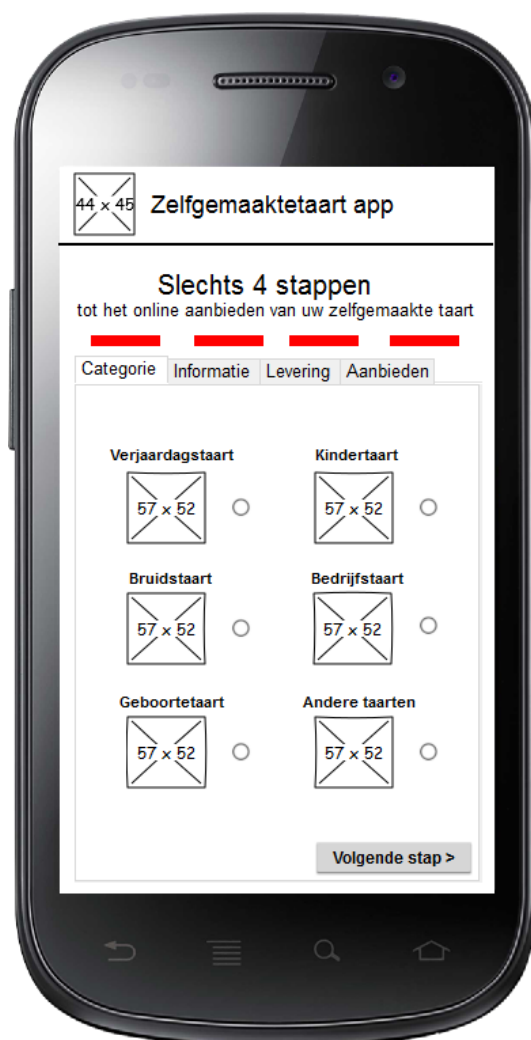 44 x 45
Zelfgemaaktetaart app
Slechts 4 stappen
tot het online aanbieden van uw zelfgemaakte taart
Categorie Informatie Levering Aanbieden
Verjaardagstaart Kindertaart
57 x 52 57 x 52
Bruidstaart Bedrijfstaart
57 x 52 57 x 52
Geboortetaart Andere taarten
57 x 52 57 x 52
Volgende stap >